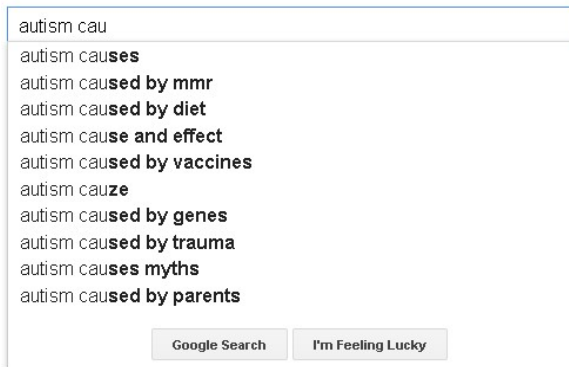 autism cau
autism causes
autism caused by mmr
autism caused by diet
autism cause and effect
autism caused by vaccines
autism cauze
autism caused by genes
autism caused by trauma
autism causes myths
autism caused by parents
Google Search I'm Feeling Lucky